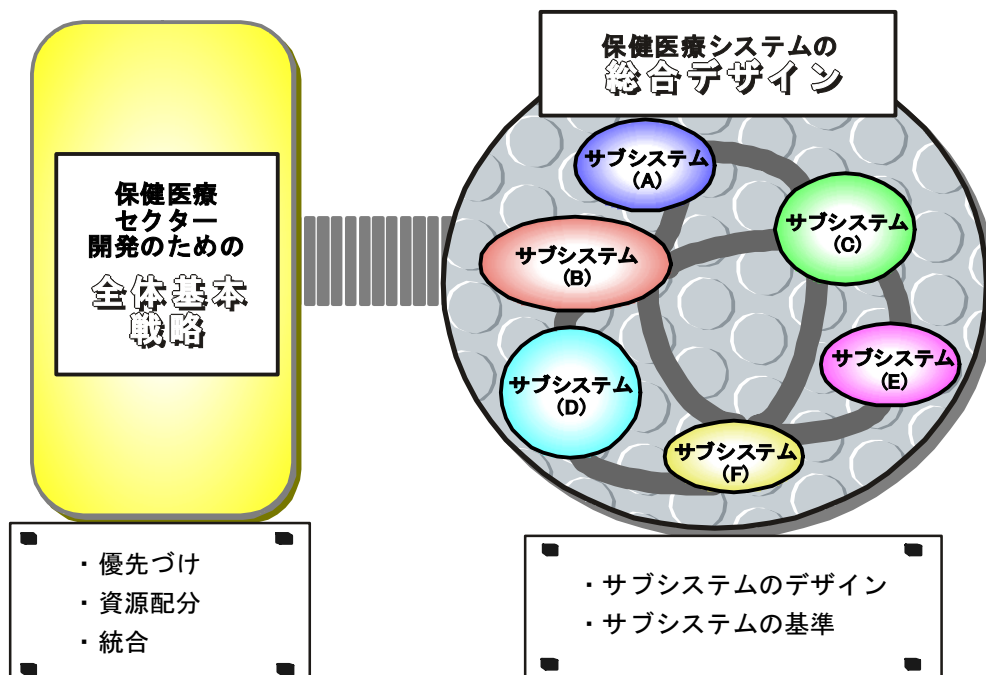 保健医療
セクター
開発のための
全体基本
戦略
・優先づけ
・資源配分
・統合
保健医療システムの
総合デザイン
サブシステム
(A)
サブシステム
(B)
サブシステム
(C)
サブシステム
(D)
サブシステム
(E)
サブシステム
(F)
・サブシステムのデザイン
・サブシステムの基準